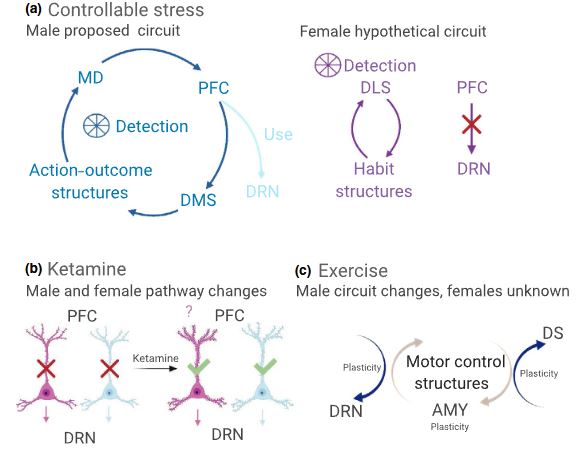 (a) Controllable stress
Male proposed circuit
Female hypothetical circuit
MD
PFC
Detection
Use
Action-outcome
structures
DMS
DRN
Detection
DLS
Habit
structures
PFC
DRN
(b) Ketamine
Male and female pathway changes
PFC
Ketamine
?
PFC
DRN
DRN
(c) Exercise
Male circuit changes, females unknown
DS
Plasticity
Motor control
structures
Plasticity
DRN
AMY
Plasticity